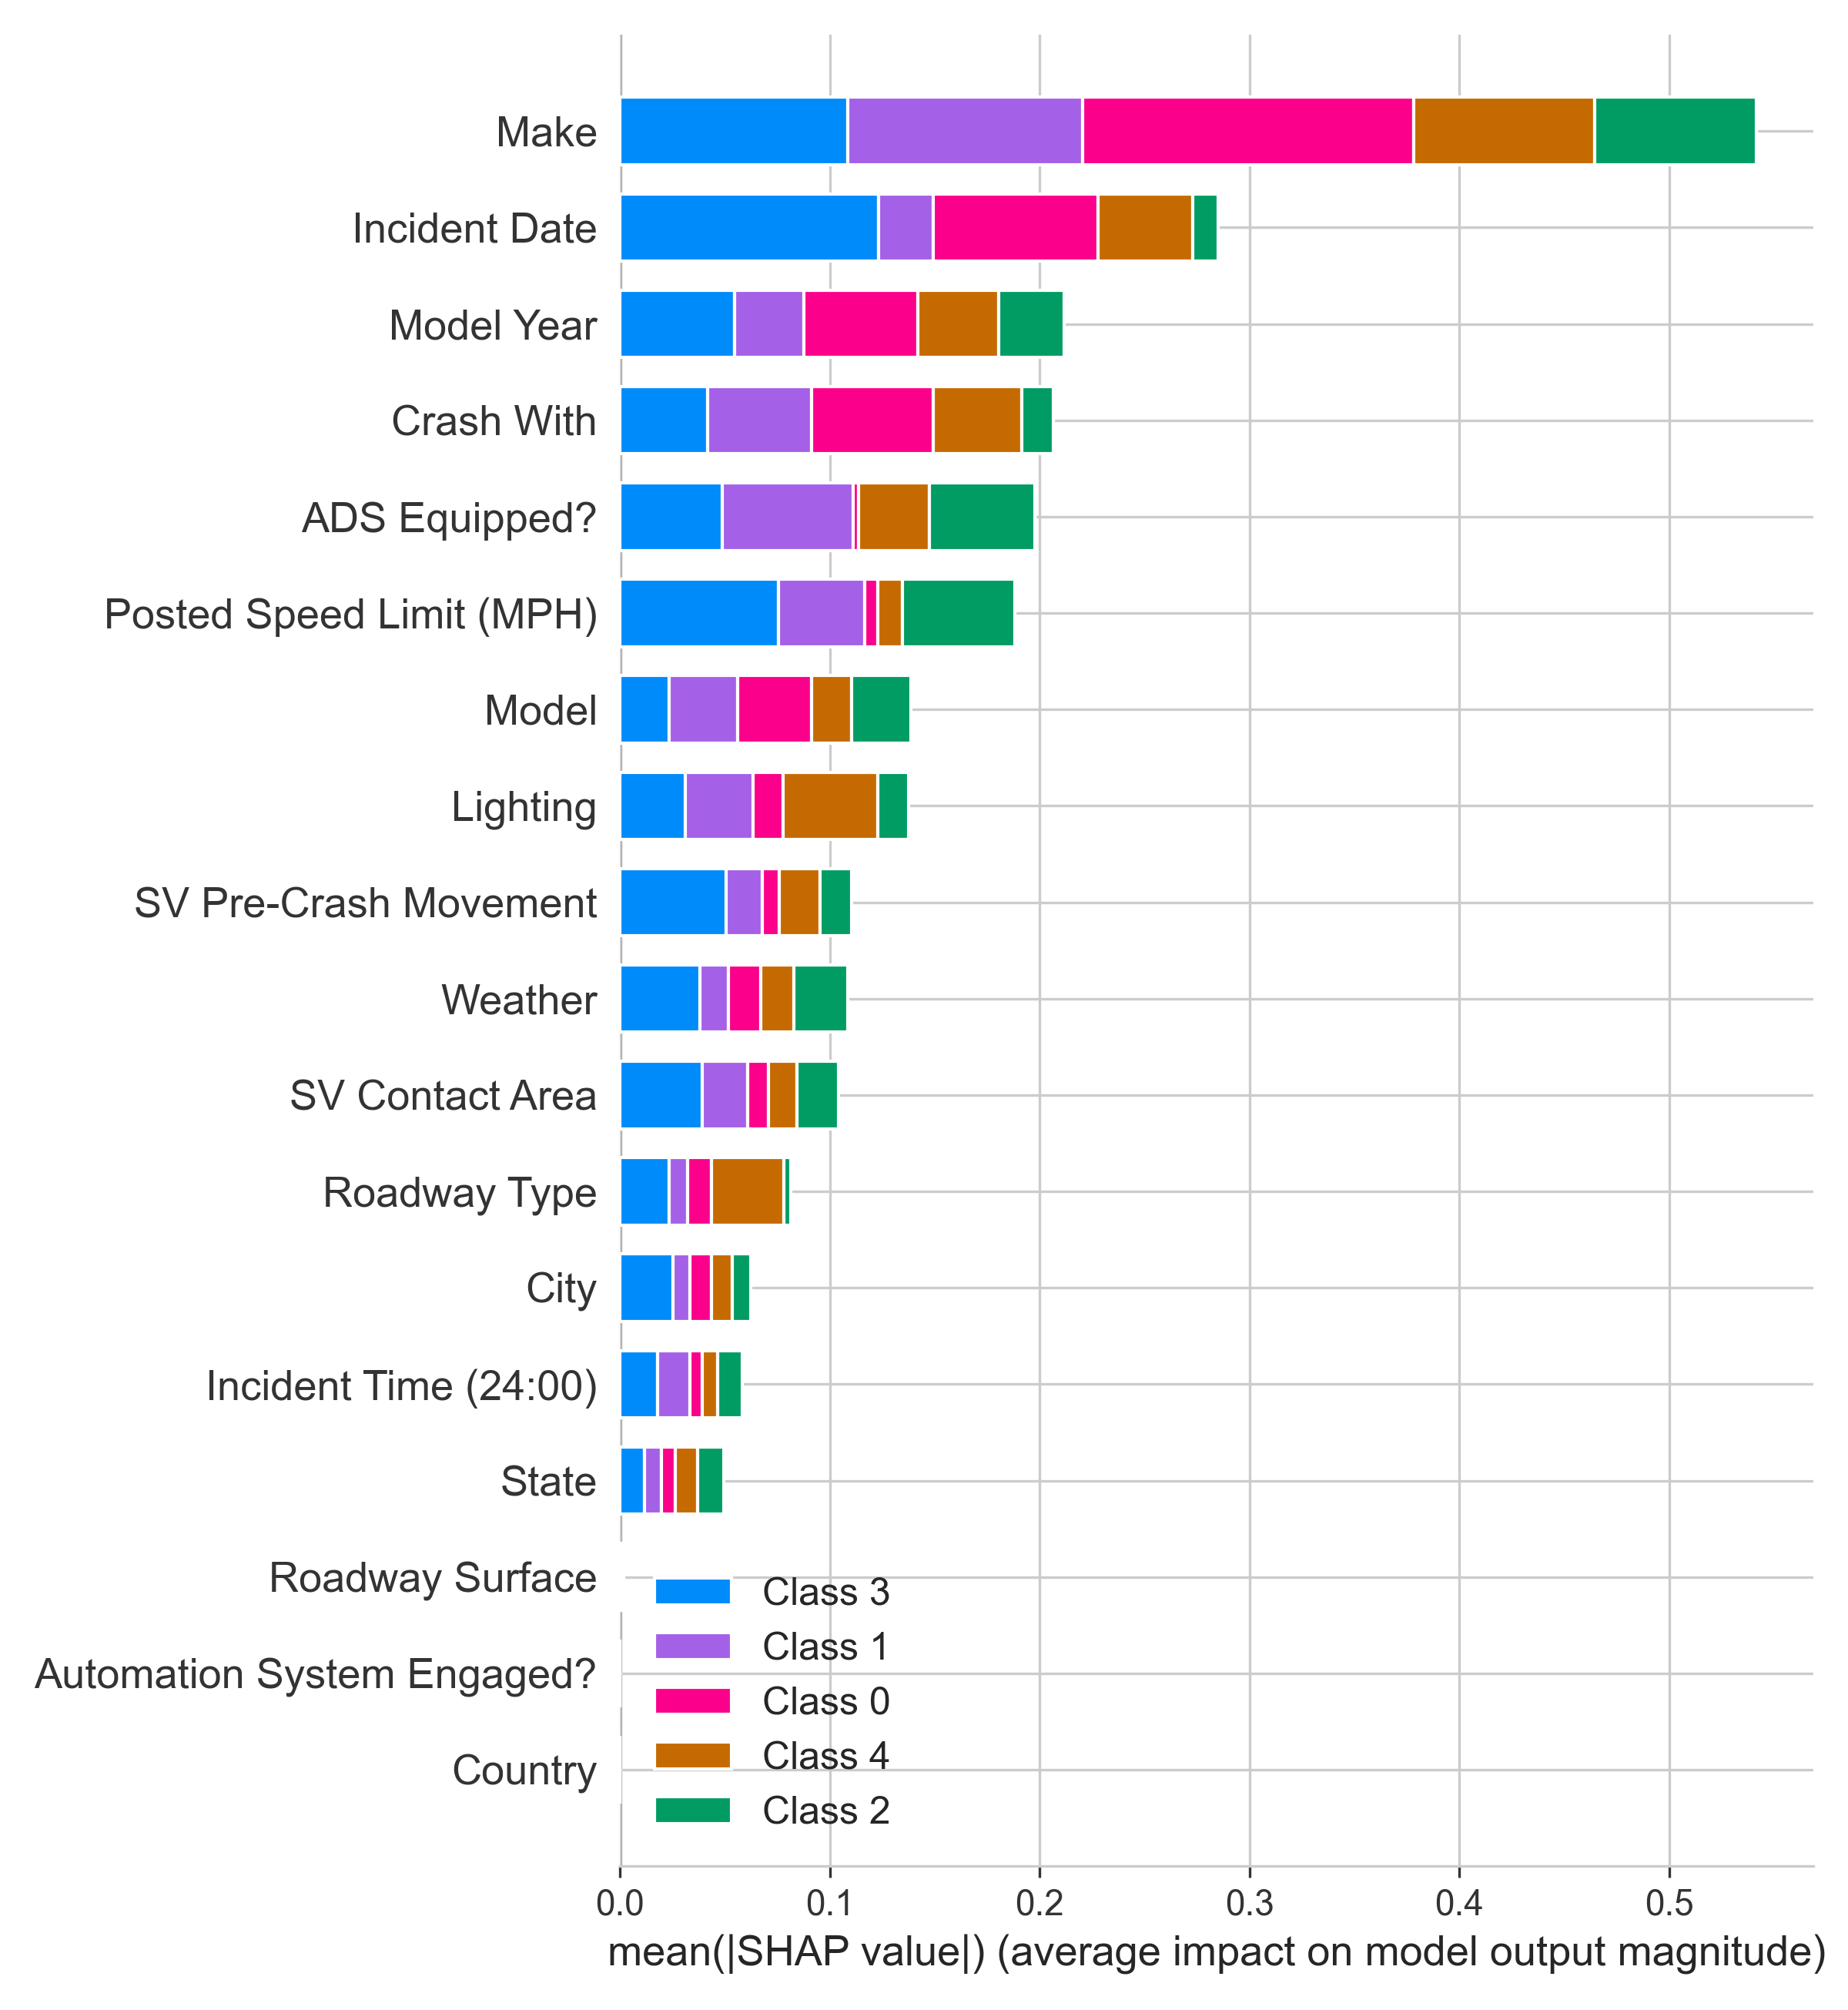 Make
Incident Date
Model Year
Crash With
ADS Equipped?
Posted Speed Limit (MPH)
Model
Lighting
SV Pre-Crash Movement
Weather
SV Contact Area
Roadway Type
City
Incident Time (24:00)
State
Roadway Surface
Automation System Engaged?
Country
Class 3
Class 1
Class 0
Class 4
Class 2
0.0 0.1 0.2 0.3 0.4 0.5
mean(|SHAP value|) (average impact on model output magnitude)